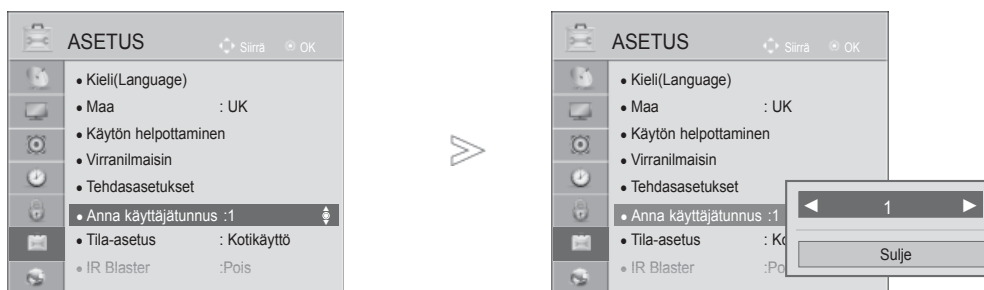 ASETUS Siirrä OK
• Kieli(Language)
• Maa : UK
• Käytön helpottaminen
• Virranilmaisin
• Tehdasasetukset
• Anna käyttäjätunnus :1
• Tila-asetus : Kotikäyttö
• IR Blaster :Pois
ASETUS Siirrä OK
• Kieli(Language)
• Maa : UK
• Käytön helpottaminen
• Virranilmaisin
• Tehdasasetukset
• Anna käyttäjätunnus :1
• Tila-asetus : Ko
• IR Blaster :Po
◄ 1 ►
Sulje